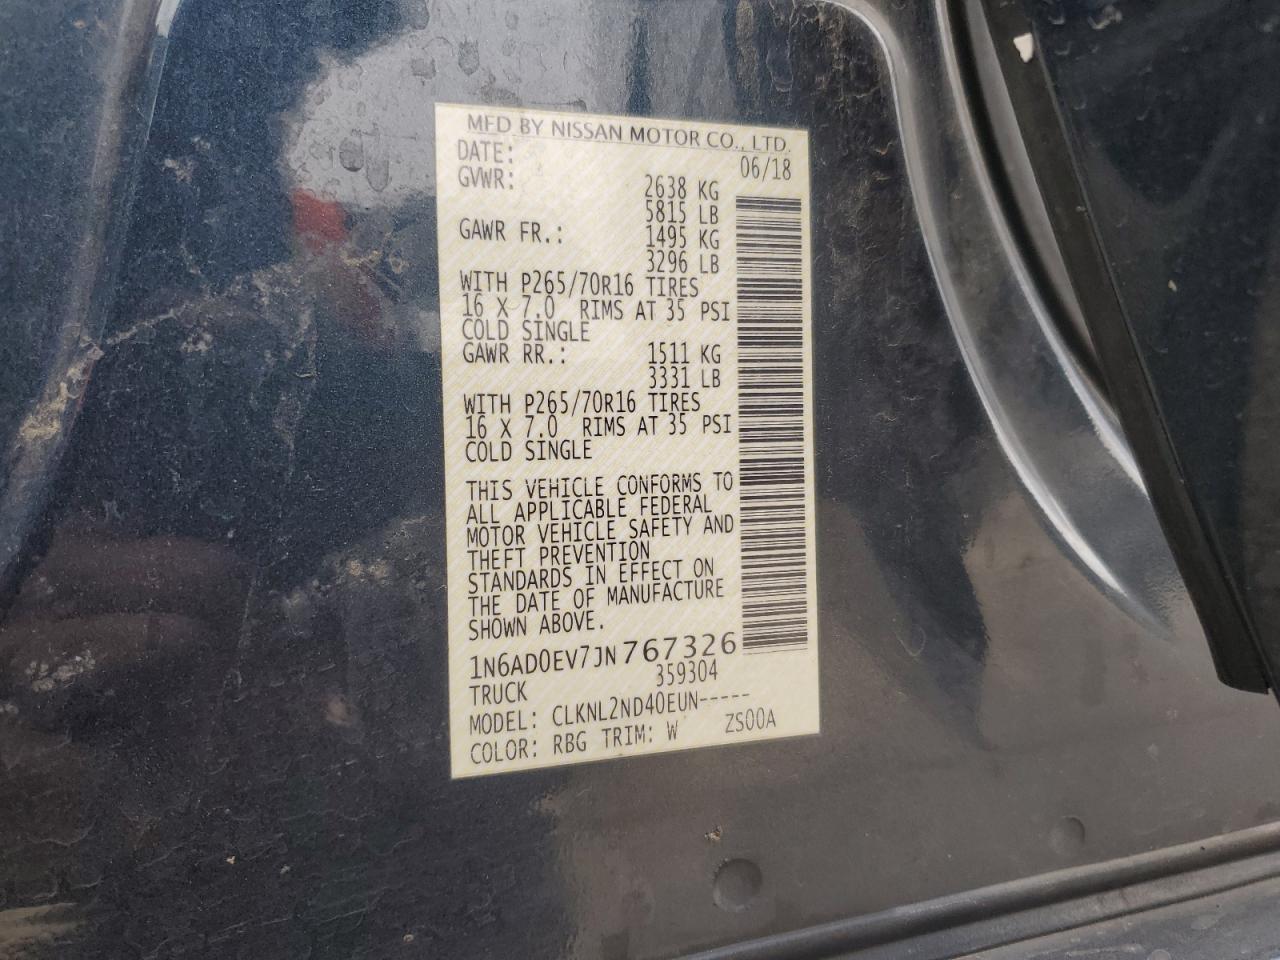 MFD BY NISSAN MOTOR CO., LTD.
DATE: 06/18
GVWR: 2638 KG
5815 LB
GAWR FR.: 1495 KG
3296 LB
WITH P265/70R16 TIRES
16 X 7.0 RIMS AT 35 PSI
COLD SINGLE
GAWR RR.: 1511 KG
3331 LB
WITH P265/70R16 TIRES
16 X 7.0 RIMS AT 35 PSI
COLD SINGLE
THIS VEHICLE CONFORMS TO
ALL APPLICABLE FEDERAL
MOTOR VEHICLE SAFETY AND
THEFT PREVENTION
STANDARDS IN EFFECT ON
THE DATE OF MANUFACTURE
SHOWN ABOVE.
1N6AD0EV7JN767326
TRUCK 359304
MODEL: CLKNL2ND40EUN-----
COLOR: RBG TRIM: W ZS00A